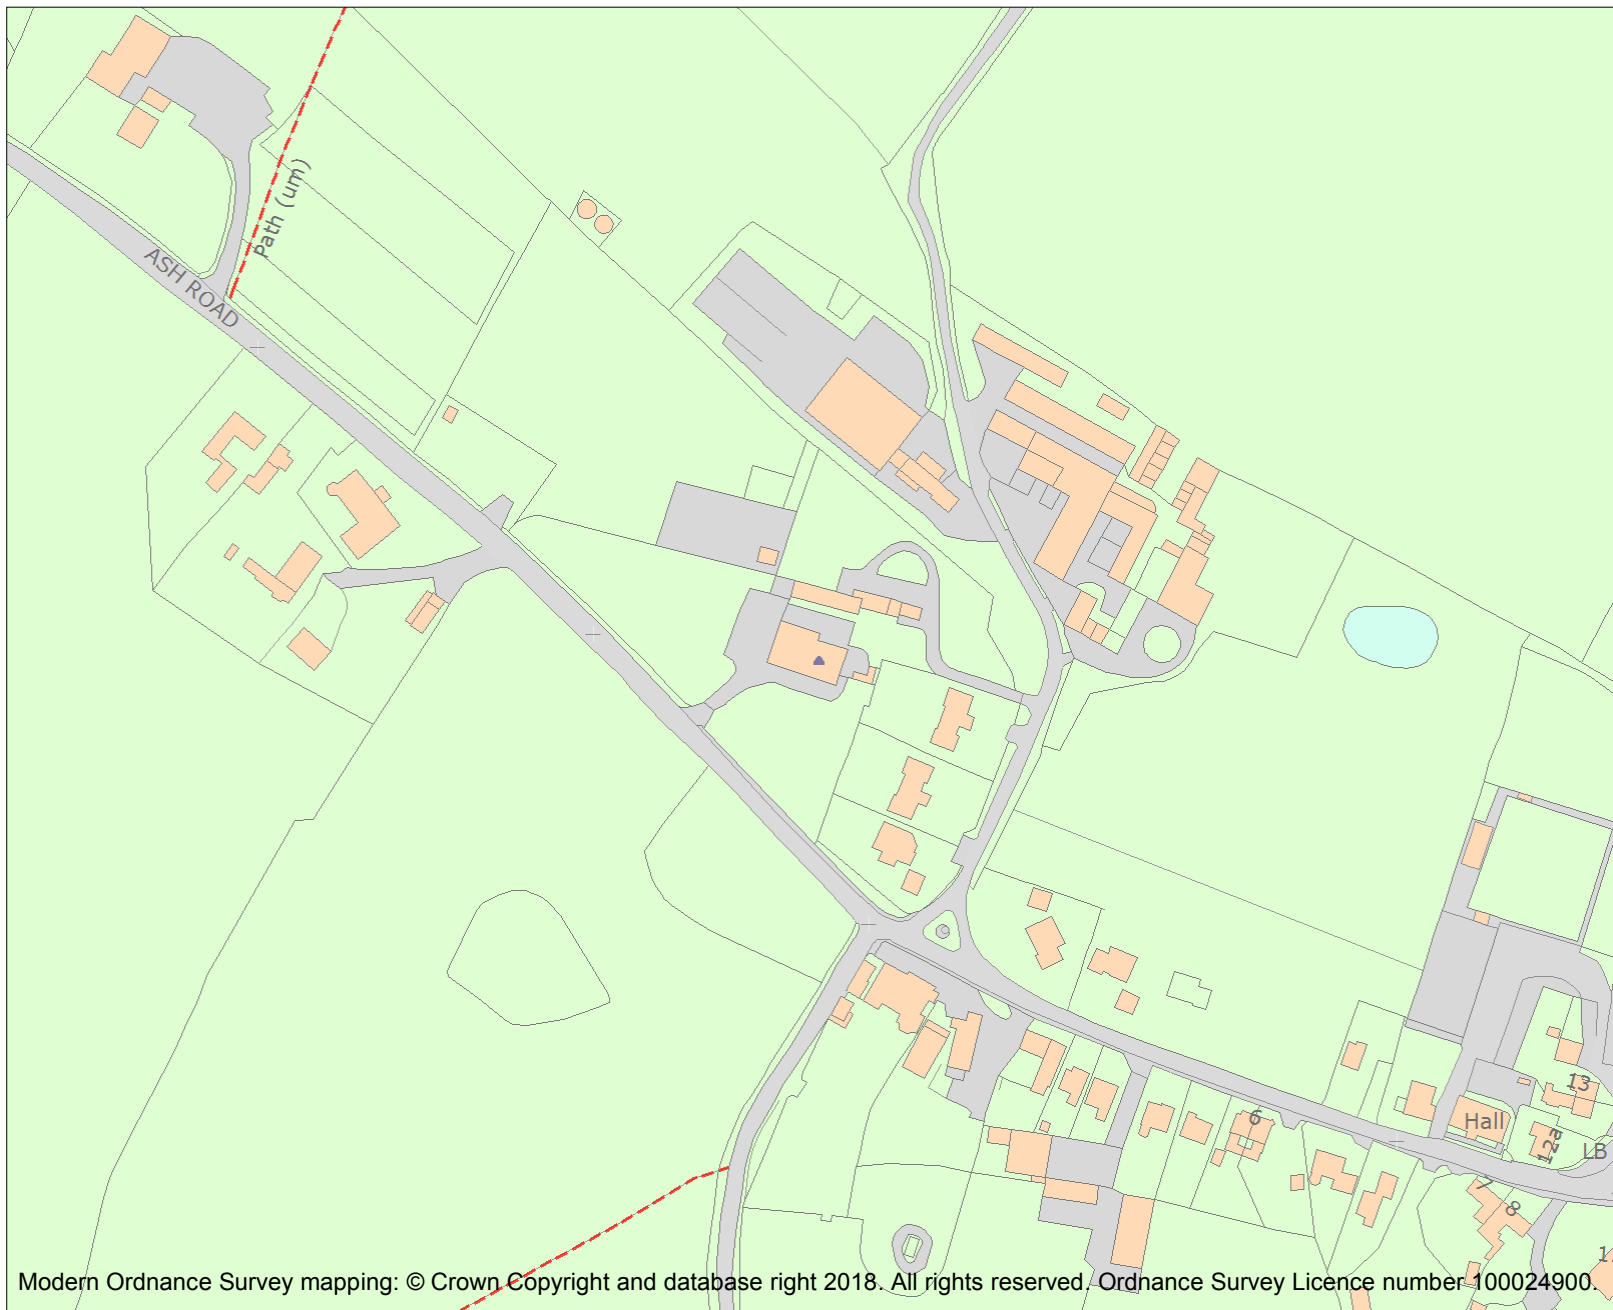 Path (um)
ASH ROAD
13
Hall
6
12a
LB
7
8
Modern Ordnance Survey mapping: © Crown Copyright and database right 2018. All rights reserved. Ordnance Survey Licence number 100024900.